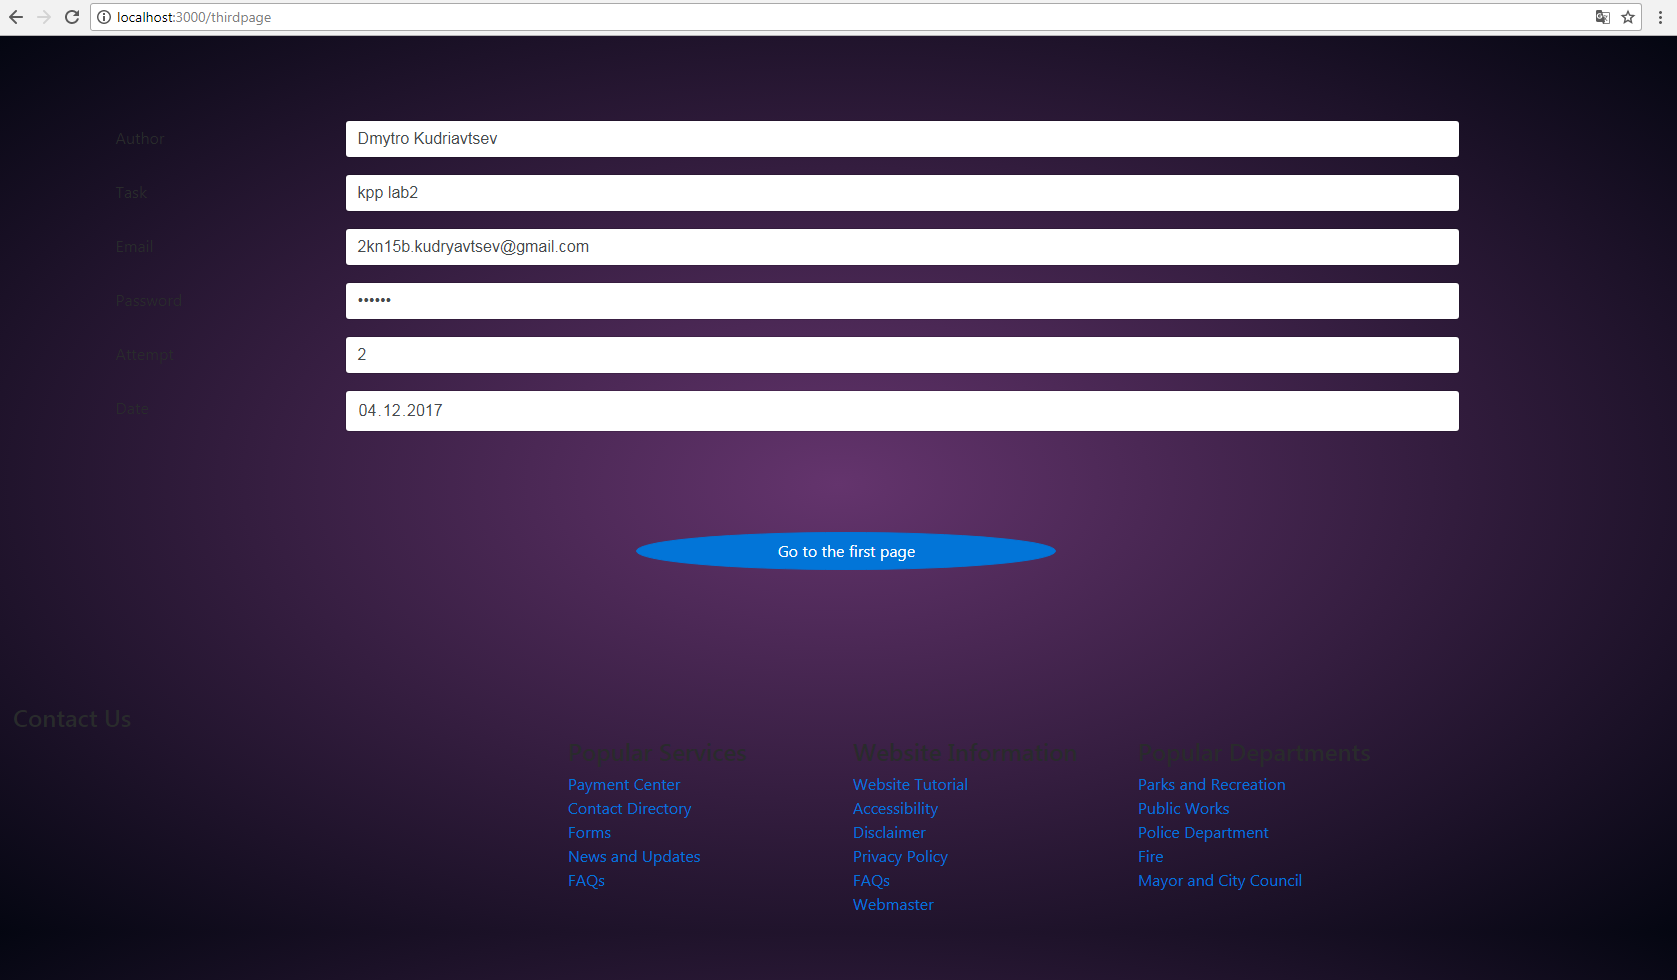 localhost:3000/thirdpage
Author
Dmytro Kudriavtsev
Task
kpp lab2
Email
2kn15b.kudryavtsev@gmail.com
Password
••••••
Attempt
2
Date
04.12.2017
Go to the first page
Contact Us
Popular Services
Payment Center
Contact Directory
Forms
News and Updates
FAQs
Website Information
Website Tutorial
Accessibility
Disclaimer
Privacy Policy
FAQs
Webmaster
Popular Departments
Parks and Recreation
Public Works
Police Department
Fire
Mayor and City Council